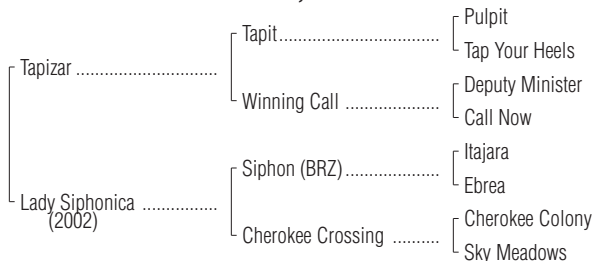 Pulpit
Tapit
Tap Your Heels
Tapizar
Deputy Minister
Winning Call
Call Now
Itajara
Siphon (BRZ)
Ebrea
Lady Siphonica
(2002)
Cherokee Colony
Cherokee Crossing
Sky Meadows